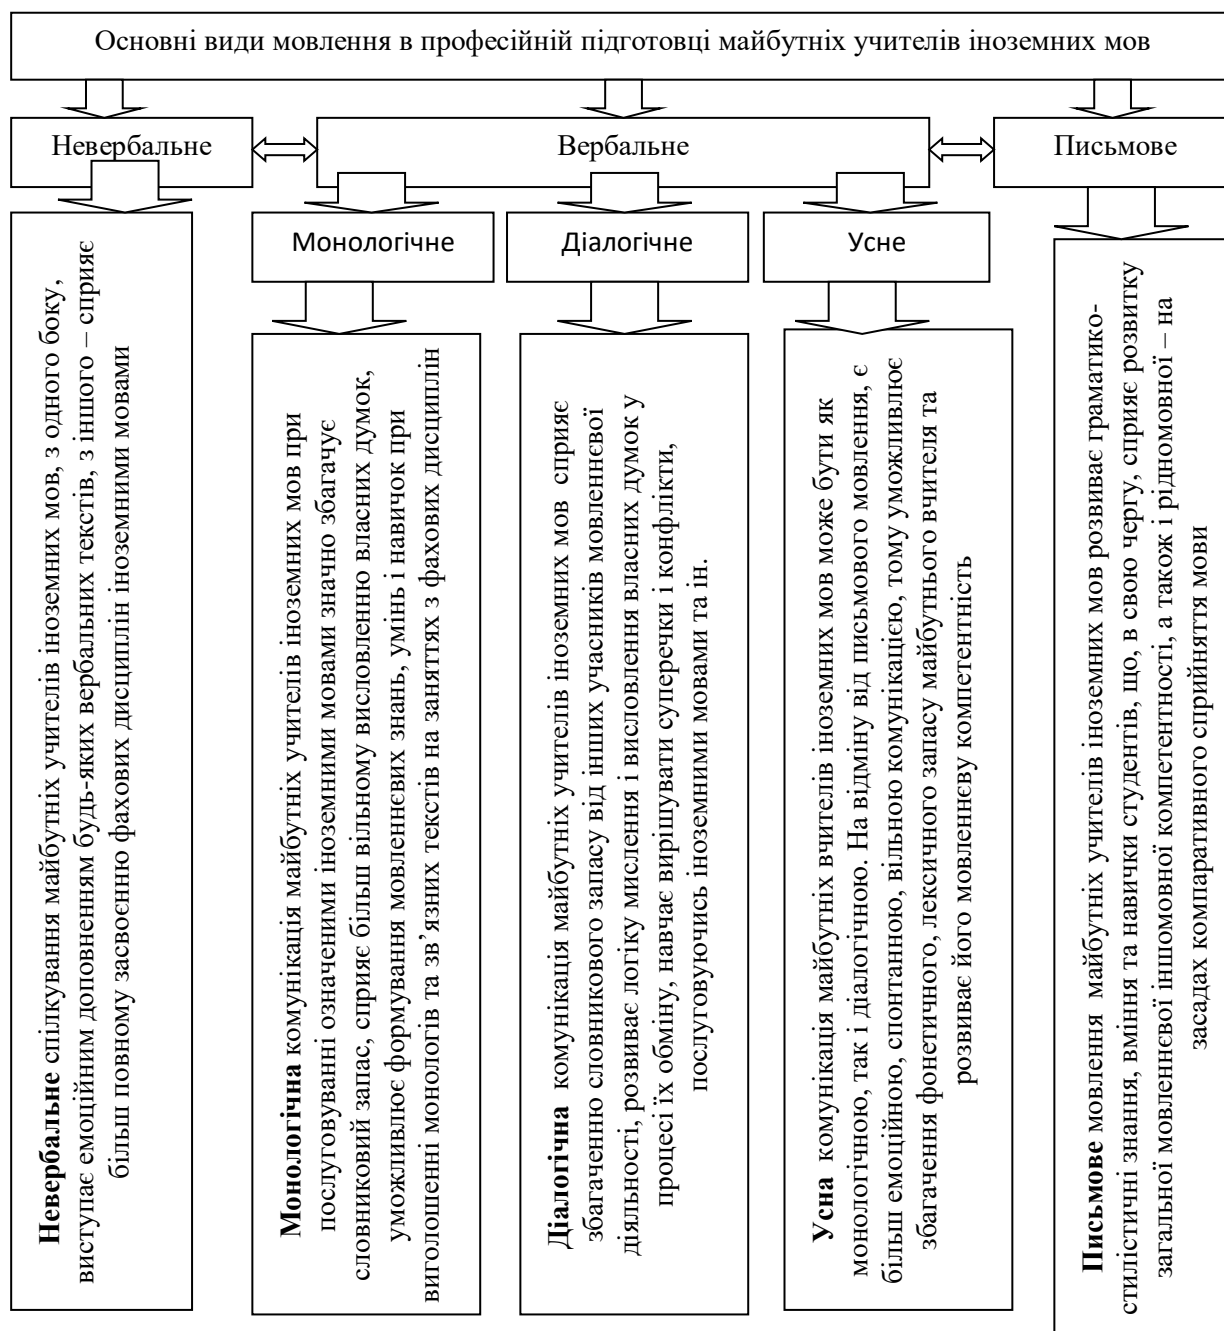 Основні види мовлення в професійній підготовці майбутніх учителів іноземних мов
Невербальне
Вербальне
Письмове
Монологічне
Діалогічне
Усне
Невербальне спілкування майбутніх учителів іноземних мов, з одного боку,
виступає емоційним доповненням будь-яких вербальних текстів, з іншого – сприяє
більш повному засвоєнню фахових дисциплін іноземними мовами
Монологічна комунікація майбутніх учителів іноземних мов при
послуговуванні означеними іноземними мовами значно збагачує
словниковий запас, сприяє більш вільному висловленню власних думок,
уможливлює формування мовленнєвих знань, умінь і навичок при
виголошенні монологів та зв’язних текстів на заняттях з фахових дисциплін
Діалогічна комунікація майбутніх учителів іноземних мов сприяє
збагаченню словникового запасу від інших учасників мовленнєвої
діяльності, розвиває логіку мислення і висловлення власних думок у
процесі їх обміну, навчає вирішувати суперечки і конфлікти,
послуговуючись іноземними мовами та ін.
Усна комунікація майбутніх вчителів іноземних мов може бути як
монологічною, так і діалогічною. На відміну від письмового мовлення, є
більш емоційною, спонтанною, вільною комунікацією, тому уможливлює
збагачення фонетичного, лексичного запасу майбутнього вчителя та
розвиває його мовленнєву компетентність
Письмове мовлення майбутніх учителів іноземних мов розвиває граматико-
стилістичні знання, вміння та навички студентів, що, в свою чергу, сприяє розвитку
загальної мовленнєвої іншомовної компетентності, а також і рідномовної – на
засадах компаративного сприйняття мови